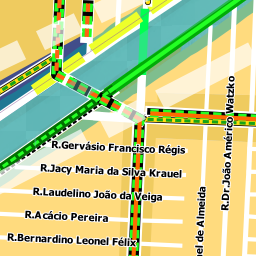 R.Gervásio Francisco Régis
R.Jacy Maria da Silva Krauel
R.Laudelino João da Veiga
R.Acácio Pereira
R.Bernardino Leonel Félix
R.Dr.João Américo Watzko
el de Almeida